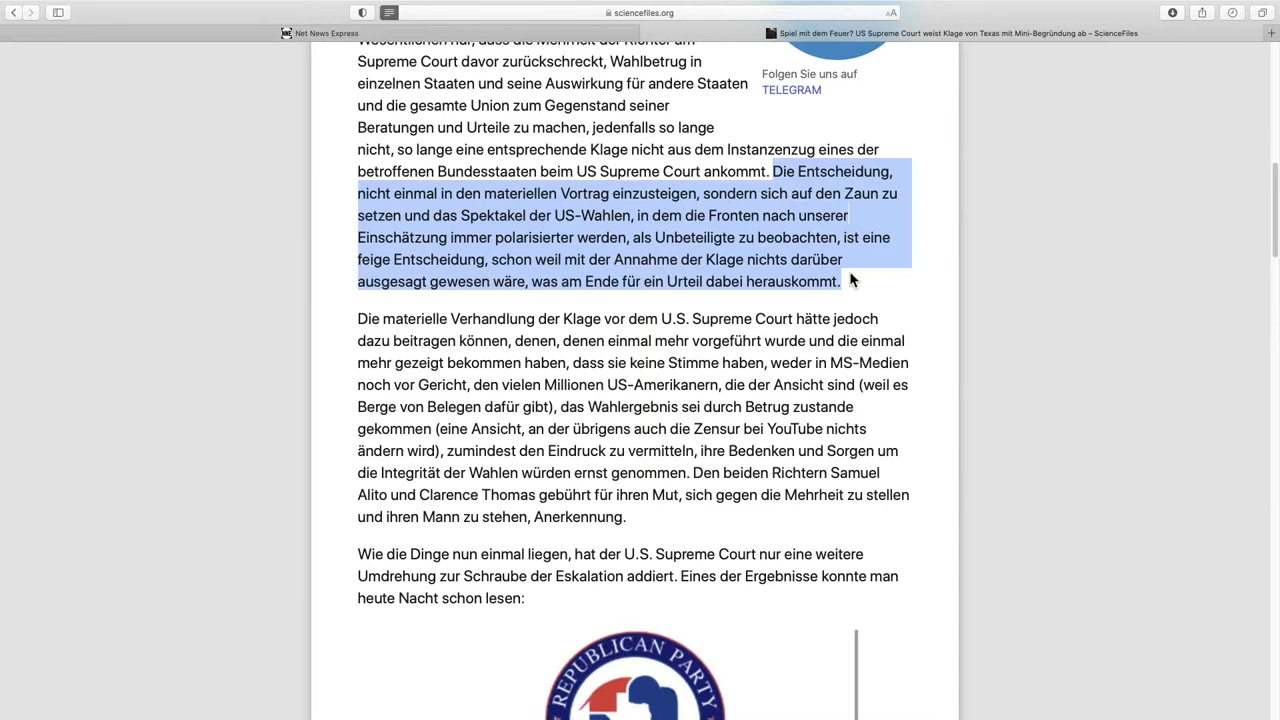 sciencefiles.org
AA
Net News Express
Spiel mit dem Feuer? US Supreme Court weist Klage von Texas mit Mini-Begründung ab – ScienceFiles
Wesentlichen nur, dass die Mehrheit der Richter am
Supreme Court davor zurückschreckt, Wahlbetrug in
einzelnen Staaten und seine Auswirkung für andere Staaten
und die gesamte Union zum Gegenstand seiner
Beratungen und Urteile zu machen, jedenfalls so lange
nicht, so lange eine entsprechende Klage nicht aus dem Instanzenzug eines der
betroffenen Bundesstaaten beim US Supreme Court ankommt. Die Entscheidung,
nicht einmal in den materiellen Vortrag einzusteigen, sondern sich auf den Zaun zu
setzen und das Spektakel der US-Wahlen, in dem die Fronten nach unserer
Einschätzung immer polarisierter werden, als Unbeteiligte zu beobachten, ist eine
feige Entscheidung, schon weil mit der Annahme der Klage nichts darüber
ausgesagt gewesen wäre, was am Ende für ein Urteil dabei herauskommt.
Folgen Sie uns auf
TELEGRAM
Die materielle Verhandlung der Klage vor dem U.S. Supreme Court hätte jedoch
dazu beitragen können, denen, denen einmal mehr vorgeführt wurde und die einmal
mehr gezeigt bekommen haben, dass sie keine Stimme haben, weder in MS-Medien
noch vor Gericht, den vielen Millionen US-Amerikanern, die der Ansicht sind (weil es
Berge von Belegen dafür gibt), das Wahlergebnis sei durch Betrug zustande
gekommen (eine Ansicht, an der übrigens auch die Zensur bei YouTube nichts
ändern wird), zumindest den Eindruck zu vermitteln, ihre Bedenken und Sorgen um
die Integrität der Wahlen würden ernst genommen. Den beiden Richtern Samuel
Alito und Clarence Thomas gebührt für ihren Mut, sich gegen die Mehrheit zu stellen
und ihren Mann zu stehen, Anerkennung.
Wie die Dinge nun einmal liegen, hat der U.S. Supreme Court nur eine weitere
Umdrehung zur Schraube der Eskalation addiert. Eines der Ergebnisse konnte man
heute Nacht schon lesen:
REPUBLICAN PARTY